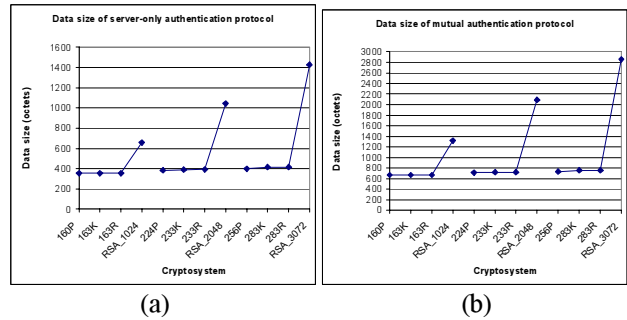 Data size of server-only authentication protocol
Data size (octets)
1600
1400
1200
1000
800
600
400
200
0
160P
163K
163R
RSA_1024
224P
233K
233R
RSA_2048
256P
283K
283R
RSA_3072
Cryptosystem
(a)
Data size of mutual authentication protocol
Data size (octets)
3000
2800
2600
2400
2200
2000
1800
1600
1400
1200
1000
800
600
400
200
0
160P
163K
163R
RSA_1024
224P
233K
233R
RSA_2048
256P
283K
283R
RSA_3072
Cryptosystem
(b)